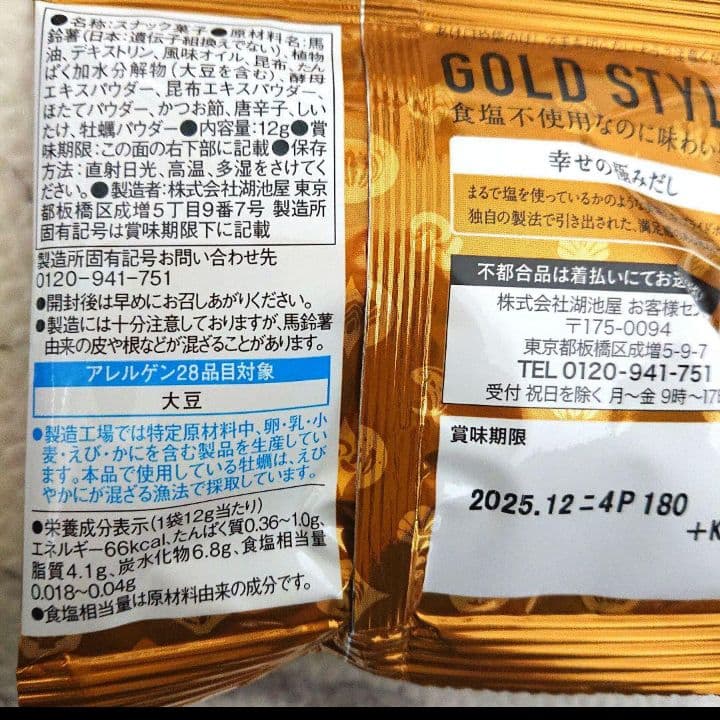 ●名称:スナック菓子●原材料名:馬
鈴薯(日本:遺伝子組換えでない)、植物
油、デキストリン、風味オイル、昆布、たん
ぱく加水分解物(大豆を含む)、酵母
エキスパウダー、昆布エキスパウダー、
ほたてパウダー、かつお節、唐辛子、しい
たけ、牡蠣パウダー●内容量:12g●賞
味期限:この面の右下部に記載●保存
方法:直射日光、高温、多湿をさけてく
ださい。●製造者:株式会社湖池屋 東京
都板橋区成増5丁目9番7号 製造所
固有記号は賞味期限下に記載
製造所固有記号お問い合わせ先
0120-941-751
●開封後は早めにお召しあがりください。
●製造には十分注意しておりますが、馬鈴薯
由来の皮や根などが混ざることがあります。
アレルゲン28品目対象
大豆
●製造工場では特定原材料中、卵・乳・小
麦・えび・かにを含む製品を生産してい
ます。本品で使用している牡蠣は、えび
やかにが混ざる漁法で採取しています。
●栄養成分表示(1袋12g当たり)
エネルギー66kcal、たんぱく質0.36~1.0g、
脂質4.1g、炭水化物6.8g、食塩相当量
0.018~0.04g
●食塩相当量は原材料由来の成分です。
GOLD STYL
食塩不使用なのに味わい
幸せの極みだし
まるで塩を使っているかのような
独自の製法で引き出された、満足
不都合品は着払いにてお送
株式会社湖池屋 お客様セン
〒175-0094
東京都板橋区成増5-9-7
TEL 0120-941-751
受付 祝日を除く 月~金 9時~17時
賞味期限
2025.12ニ4P180
+K